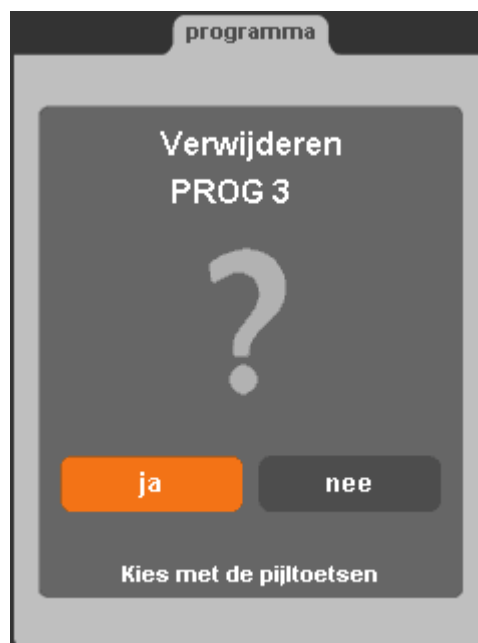 programma
Verwijderen
PROG 3
?
ja
nee
Kies met de pijltoetsen